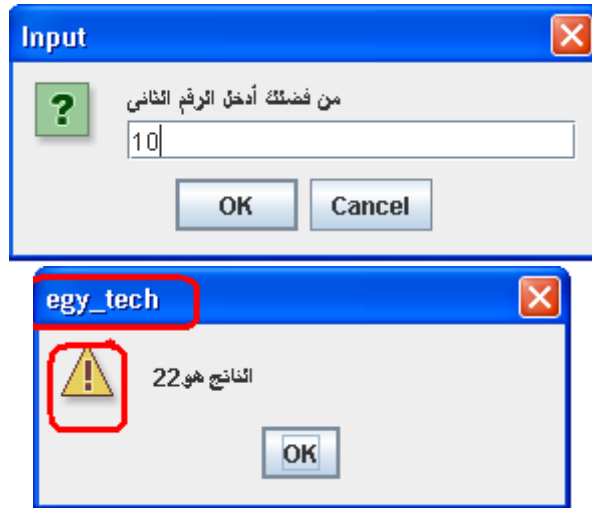 Input
من فضلك أدخل الرقم الثانى
10
OK
Cancel
egy_tech
الناتج هو22
OK